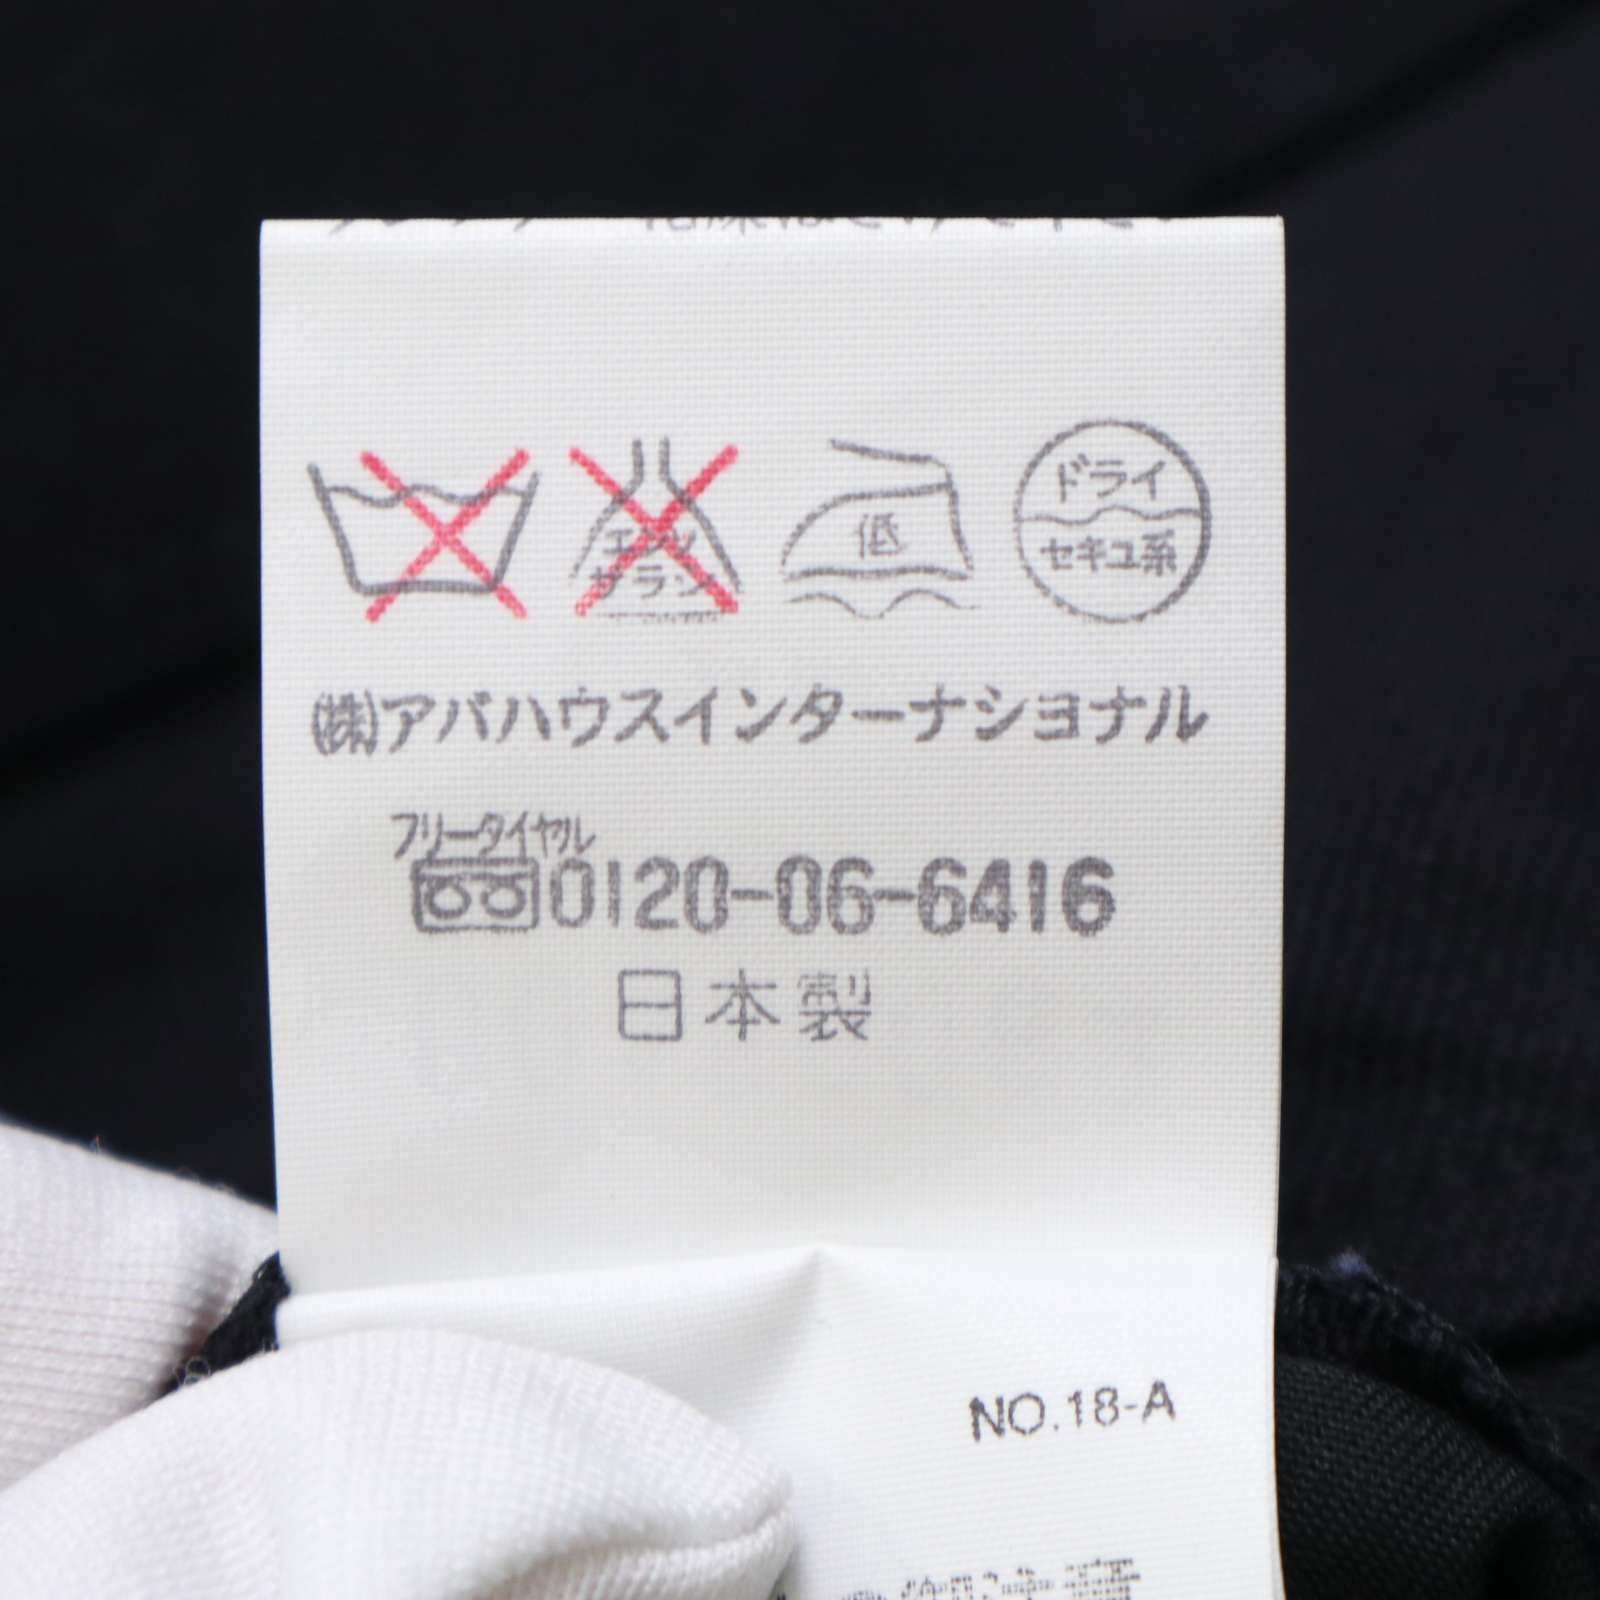 エンソ
サラシ
低
ドライ
セキユ系
(株)アバハウスインターナショナル
フリーダイヤル
0120-06-6416
日本製
NO.18-A